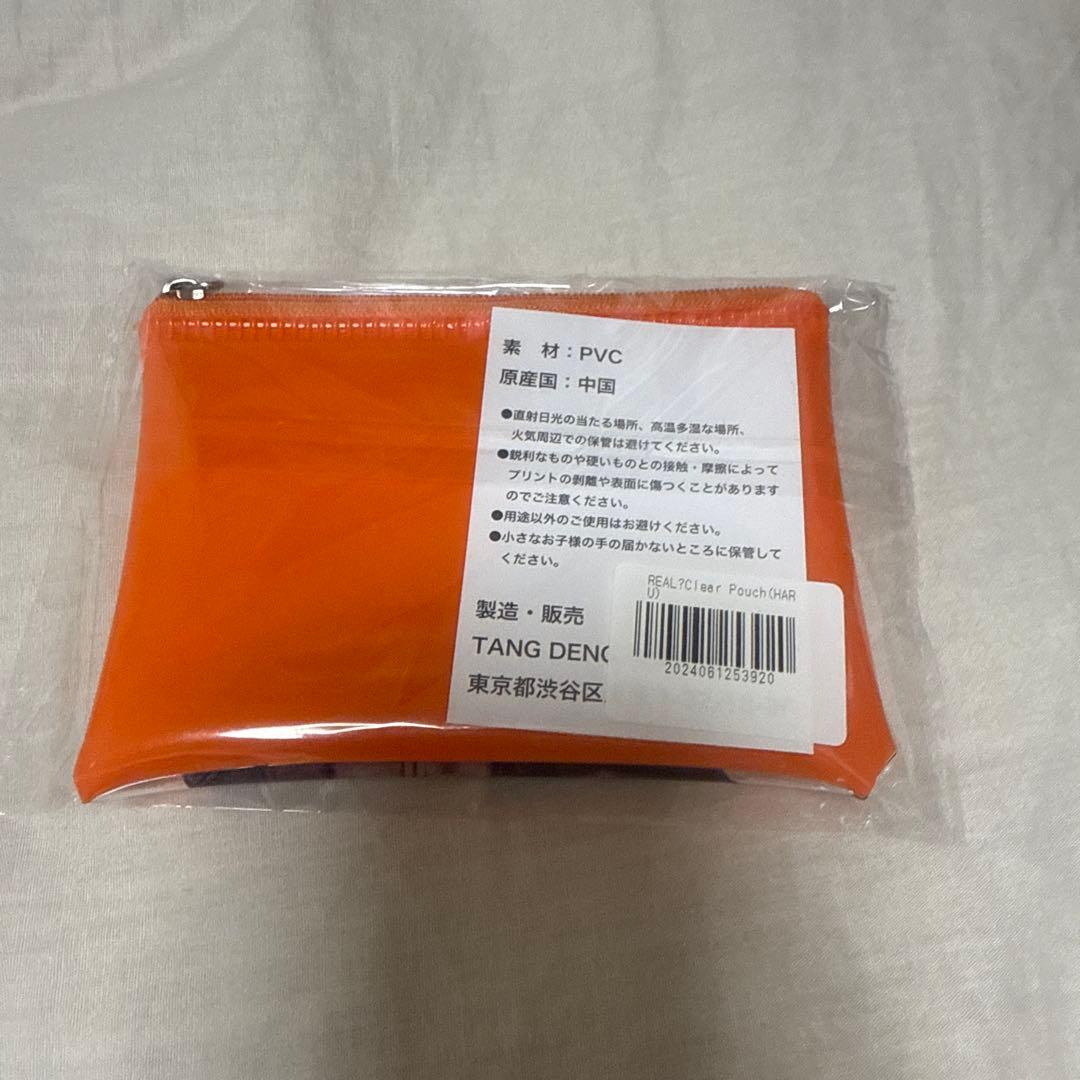 素　材：PVC
原産国：中国
●直射日光の当たる場所、高温多湿な場所、
火気周辺での保管は避けてください。
●鋭利なものや硬いものとの接触・摩擦によって
プリントの剥離や表面に傷つくことがあります
のでご注意ください。
●用途以外のご使用はお避けください。
●小さなお子様の手の届かないところに保管して
ください。
製造・販売
TANG DENG
東京都渋谷区
REAL?Clear Pouch(HAR
U)
2024061253920